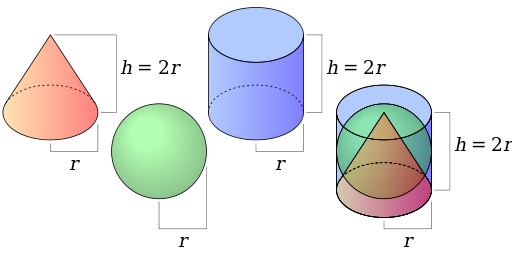 h = 2r
r
r
h = 2r
r
h = 2r
r